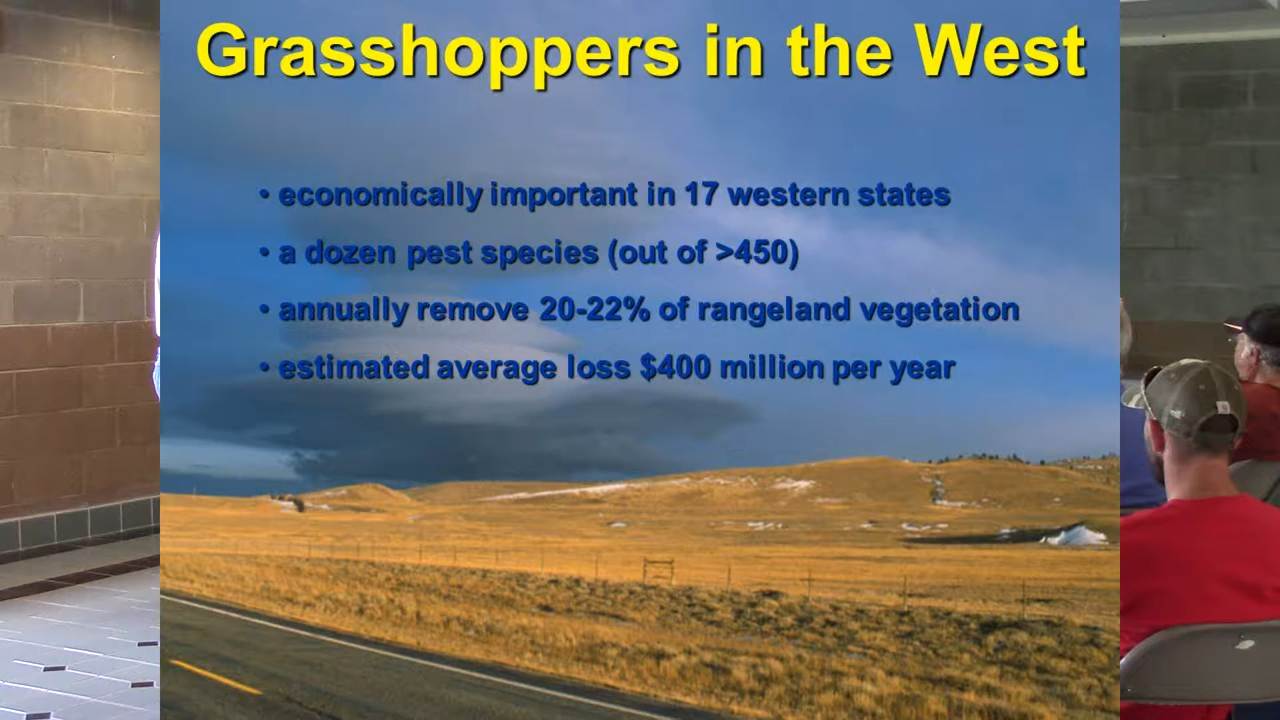 Grasshoppers in the West
• economically important in 17 western states
• a dozen pest species (out of >450)
• annually remove 20-22% of rangeland vegetation
• estimated average loss $400 million per year